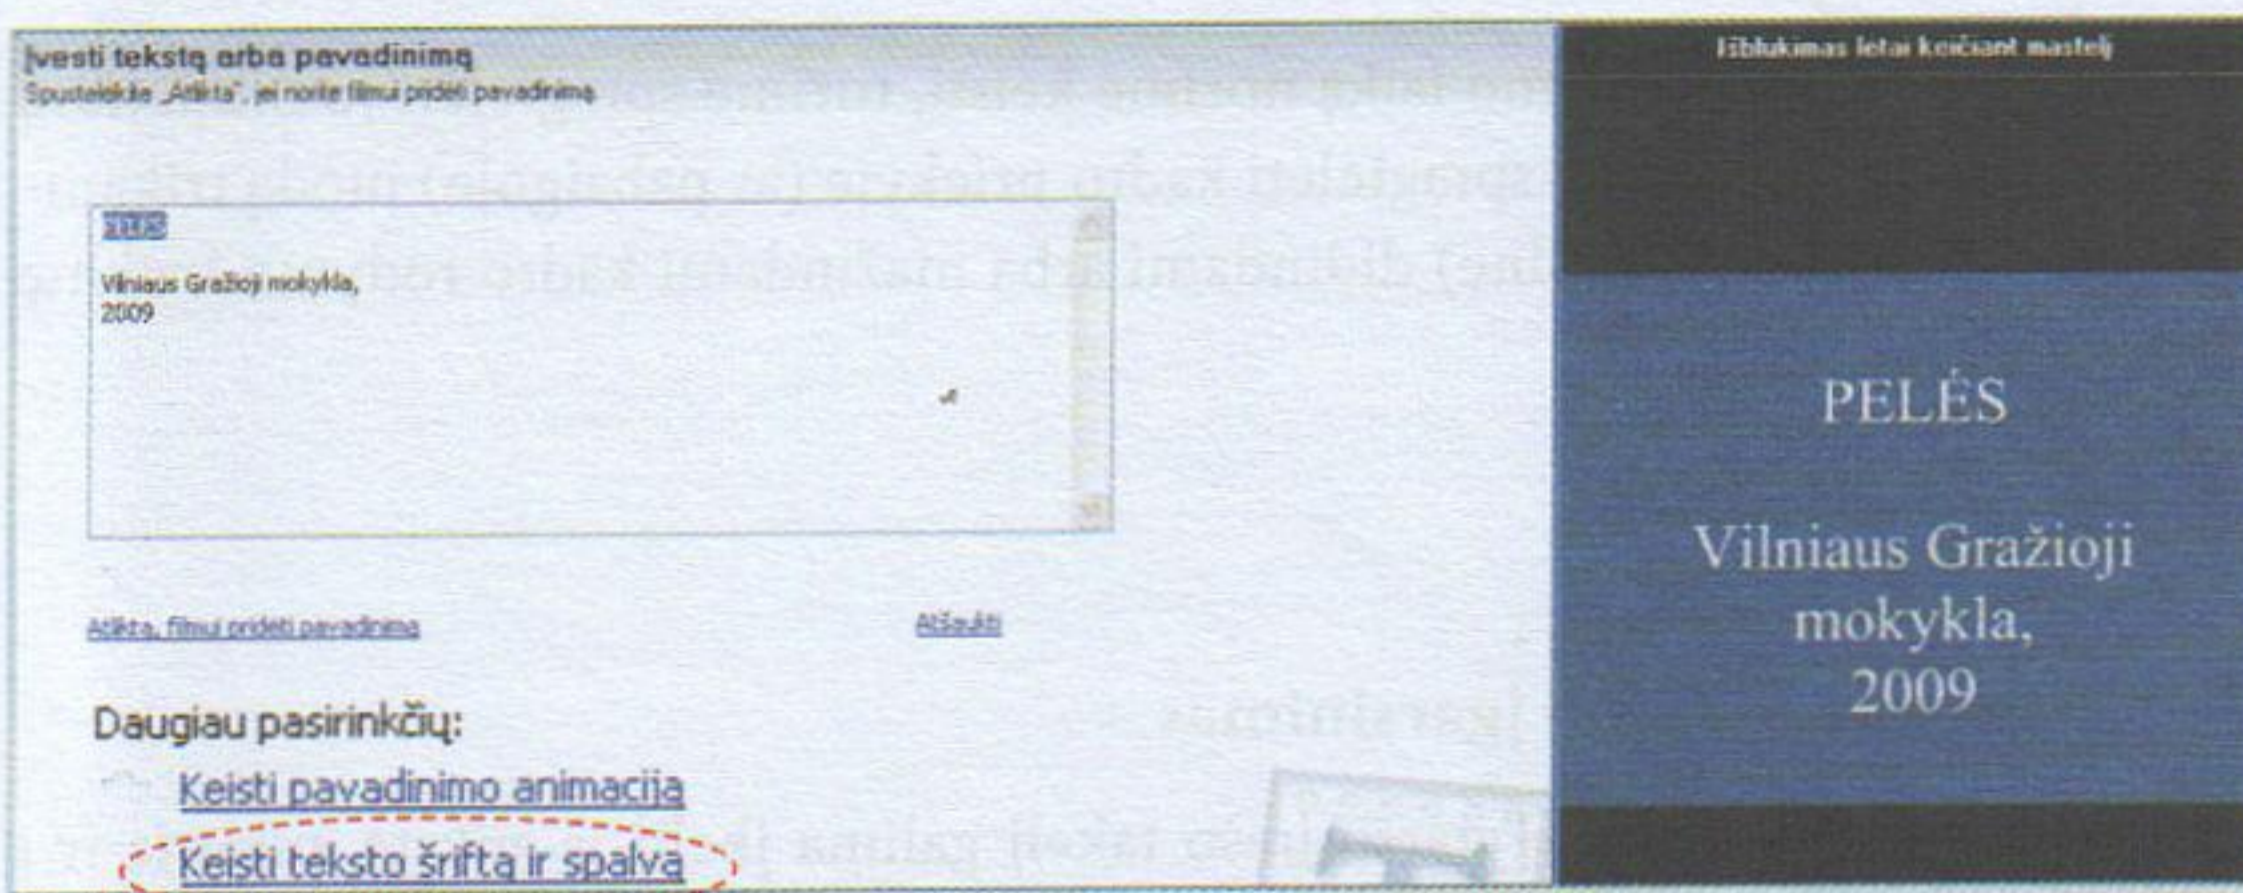 Įvesti tekstą arba pavadinimą
Spustelėkite „Atlikta“, jei norite filmui pridėti pavadinimą
Vilniaus Gražioji mokykla,
2009
Atlikta, filmui pridėti pavadinimą
Atšaukti
Daugiau pasirinkčių:
Keisti pavadinimo animaciją
Keisti teksto šriftą ir spalvą
Išblukimas lėtai keičiant mastelį
PELĖS
Vilniaus Gražioji
mokykla,
2009